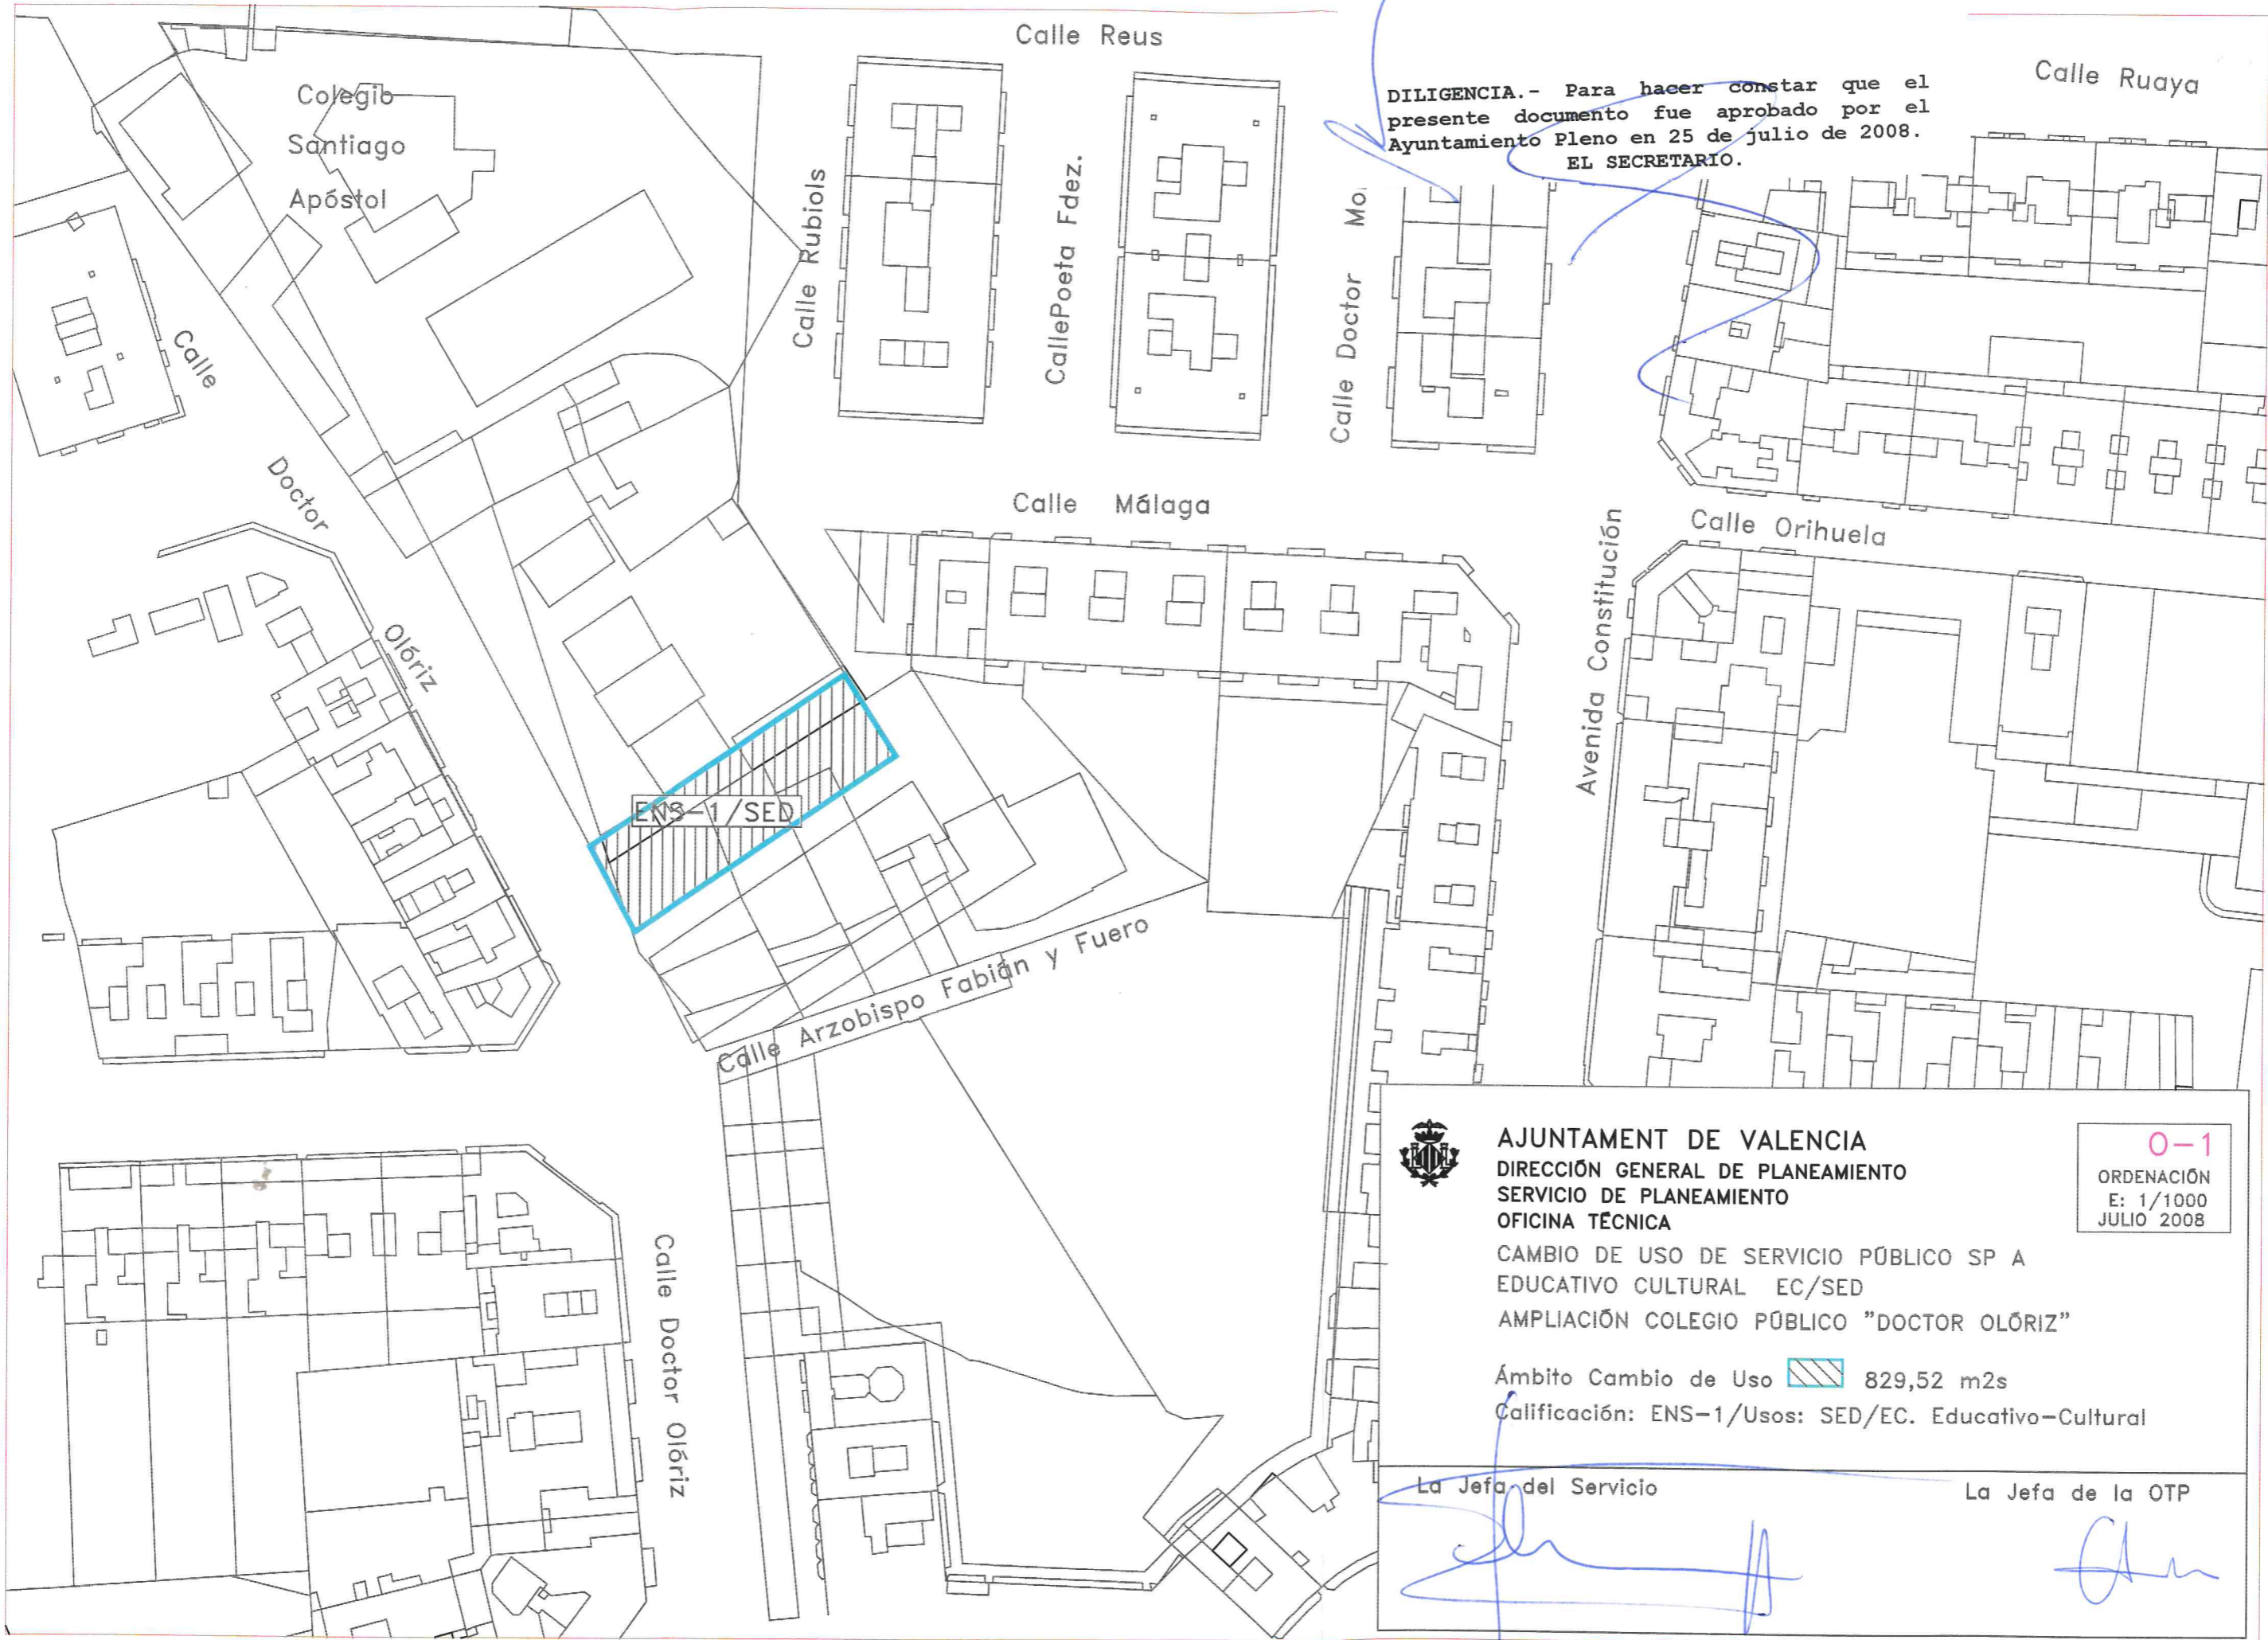 Calle Reus
Calle Ruaya
DILIGENCIA.- Para hacer constar que el
presente documento fue aprobado por el
Ayuntamiento Pleno en 25 de julio de 2008.
EL SECRETARIO.
Colegio
Santiago
Apóstol
Calle Rubiols
CallePoeta Fdez.
Calle Doctor Mo
Calle
Doctor
Olóriz
Calle Málaga
Calle Orihuela
Avenida Constitución
ENS-1/SED
Calle Arzobispo Fabián y Fuero
Calle Doctor Olóriz
AJUNTAMENT DE VALENCIA
DIRECCIÓN GENERAL DE PLANEAMIENTO
SERVICIO DE PLANEAMIENTO
OFICINA TÉCNICA
O-1
ORDENACIÓN
E: 1/1000
JULIO 2008
CAMBIO DE USO DE SERVICIO PÚBLICO SP A
EDUCATIVO CULTURAL EC/SED
AMPLIACIÓN COLEGIO PÚBLICO "DOCTOR OLÓRIZ"
Ámbito Cambio de Uso 829,52 m2s
Calificación: ENS-1/Usos: SED/EC. Educativo-Cultural
La Jefa del Servicio
La Jefa de la OTP